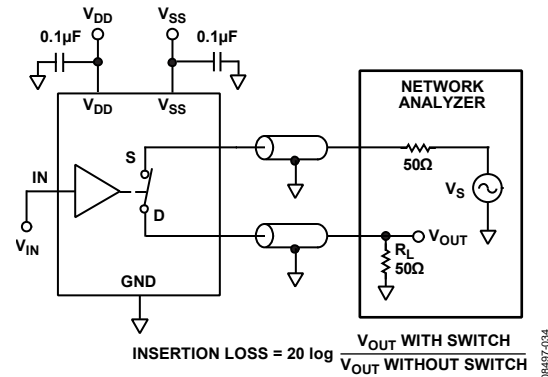 VDD
VSS
0.1µF
0.1µF
VDD
VSS
NETWORK
ANALYZER
S
50Ω
IN
VS
D
VOUT
VIN
RL
50Ω
GND
INSERTION LOSS = 20 log VOUT WITH SWITCH
VOUT WITHOUT SWITCH
08497-034